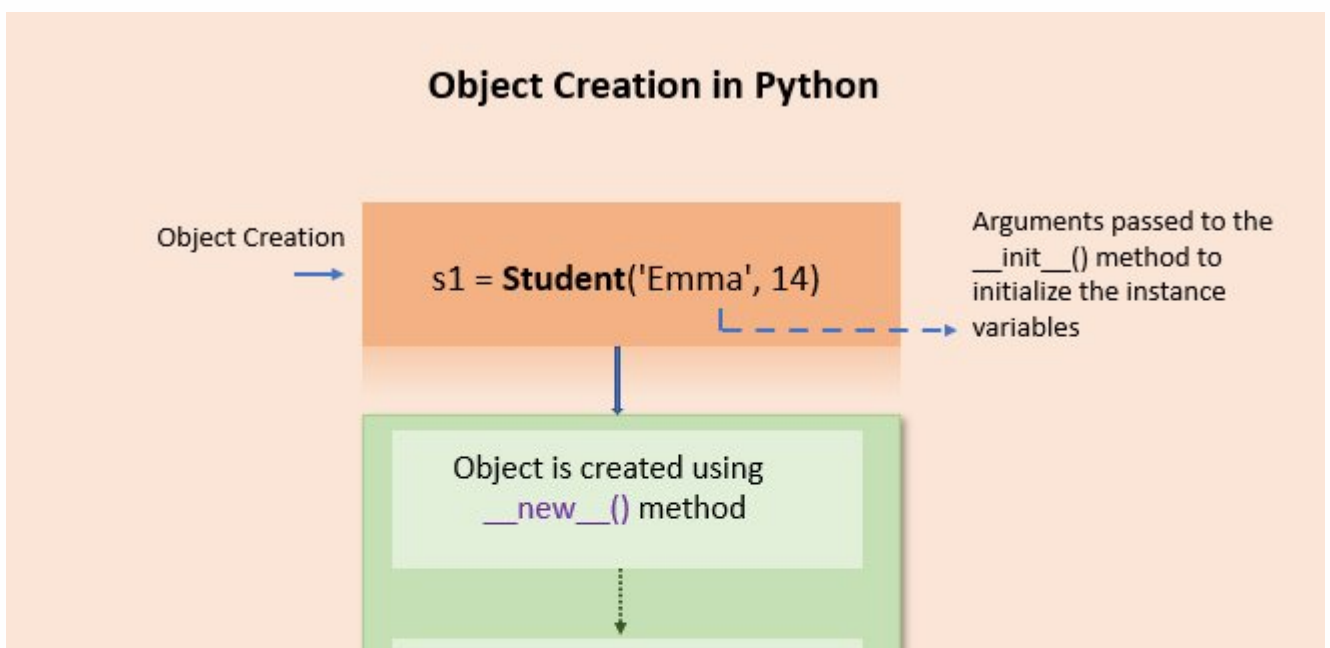 Object Creation in Python
Object Creation
s1 = Student('Emma', 14)
Arguments passed to the
__init__() method to
initialize the instance
variables
Object is created using
__new__() method